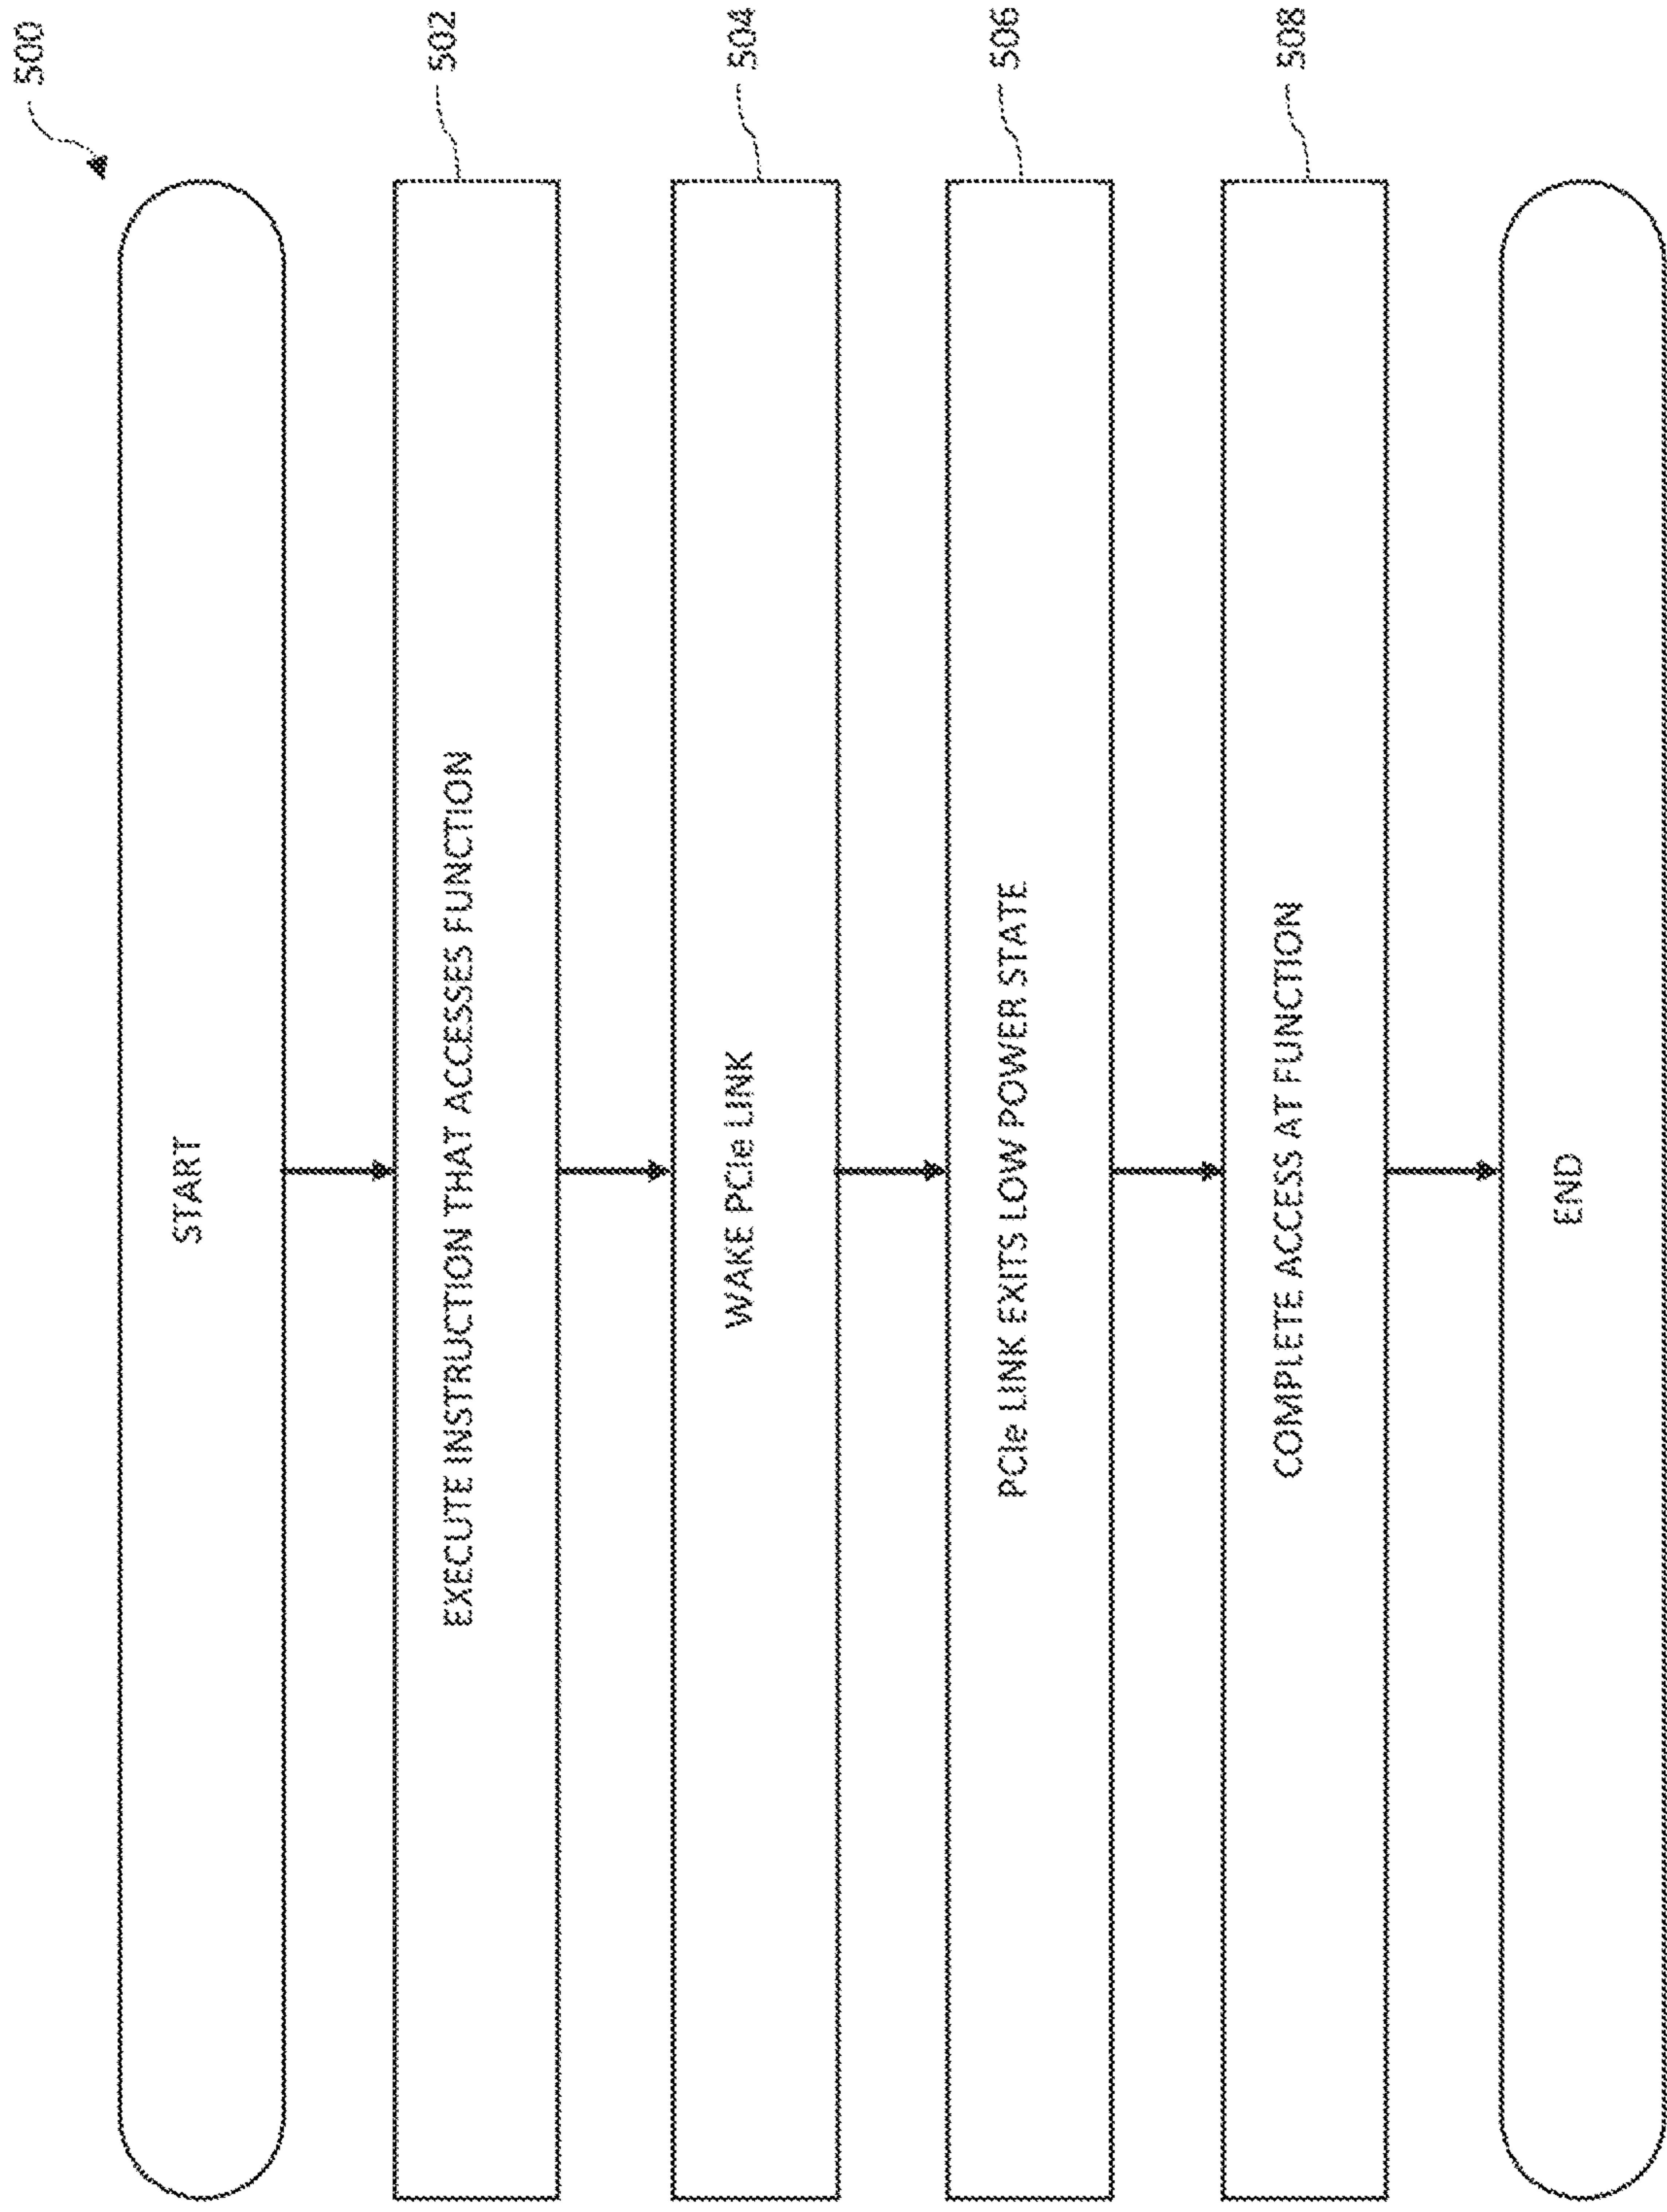 500
START
EXECUTE INSTRUCTION THAT ACCESSES FUNCTION
502
WAKE PCIe LINK
504
PCIe LINK EXITS LOW POWER STATE
506
COMPLETE ACCESS AT FUNCTION
508
END